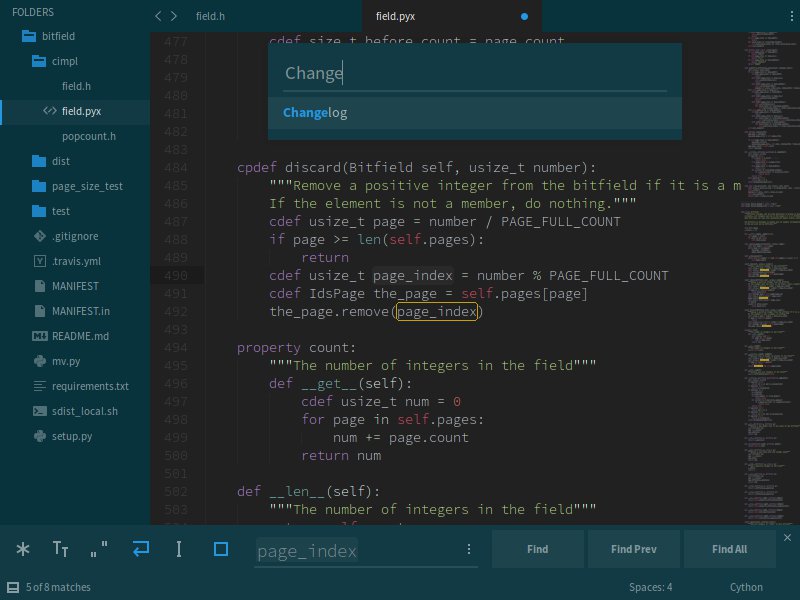 FOLDERS
bitfield
cimpl
field.h
field.pyx
popcount.h
dist
page_size_test
test
.gitignore
.travis.yml
MANIFEST
MANIFEST.in
README.md
mv.py
requirements.txt
sdist_local.sh
setup.py
field.h
field.pyx
477 cdef size_t before_count = page.count
478
479
480
481
482
483
Change
Changelog
484 cpdef discard(Bitfield self, usize_t number):
485 """Remove a positive integer from the bitfield if it is a m
486 If the element is not a member, do nothing."""
487 cdef usize_t page = number / PAGE_FULL_COUNT
488 if page >= len(self.pages):
489 return
490 cdef usize_t page_index = number % PAGE_FULL_COUNT
491 cdef IdsPage the_page = self.pages[page]
492 the_page.remove(page_index)
493
494 property count:
495 """The number of integers in the field"""
496 def __get__(self):
497 cdef usize_t num = 0
498 for page in self.pages:
499 num += page.count
500 return num
501
502 def __len__(self):
503 """The number of integers in the field"""
page_index
Find
Find Prev
Find All
5 of 8 matches
Spaces: 4
Cython